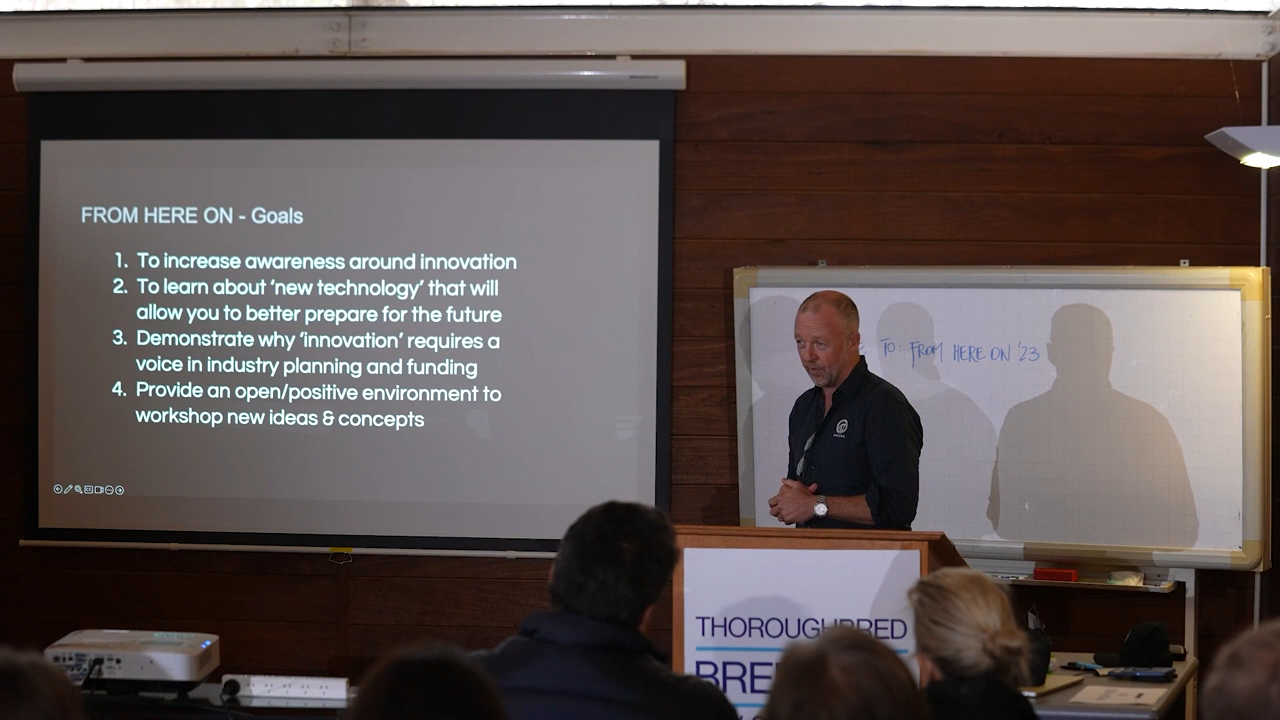 FROM HERE ON - Goals
1. To increase awareness around innovation
2. To learn about ‘new technology’ that will
allow you to better prepare for the future
3. Demonstrate why ‘innovation’ requires a
voice in industry planning and funding
4. Provide an open/positive environment to
workshop new ideas & concepts
TO: FROM HERE ON '23
THOROUGHBRED
BRE